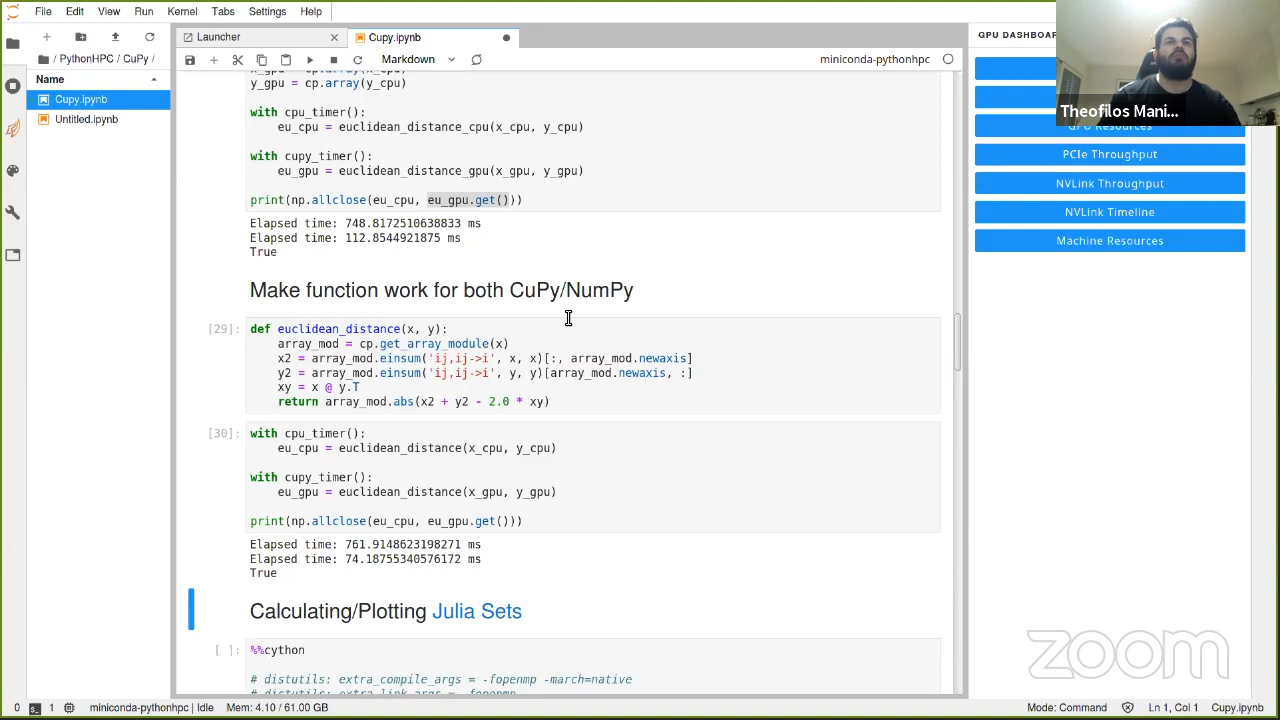 File Edit View Run Kernel Tabs Settings Help
Launcher
Cupy.ipynb
GPU DASHBOAR
/ PythonHPC / CuPy /
Markdown
miniconda-pythonhpc
Name
Cupy.ipynb
Untitled.ipynb
y_gpu = cp.array(y_cpu)
with cpu_timer():
eu_cpu = euclidean_distance_cpu(x_cpu, y_cpu)
with cupy_timer():
eu_gpu = euclidean_distance_gpu(x_gpu, y_gpu)
print(np.allclose(eu_cpu, eu_gpu.get()))
Elapsed time: 748.8172510638833 ms
Elapsed time: 112.8544921875 ms
True
Make function work for both CuPy/NumPy
[29]:
def euclidean_distance(x, y):
array_mod = cp.get_array_module(x)
x2 = array_mod.einsum('ij,ij->i', x, x)[:, array_mod.newaxis]
y2 = array_mod.einsum('ij,ij->i', y, y)[array_mod.newaxis, :]
xy = x @ y.T
return array_mod.abs(x2 + y2 - 2.0 * xy)
[30]:
with cpu_timer():
eu_cpu = euclidean_distance(x_cpu, y_cpu)
with cupy_timer():
eu_gpu = euclidean_distance(x_gpu, y_gpu)
print(np.allclose(eu_cpu, eu_gpu.get()))
Elapsed time: 761.9148623198271 ms
Elapsed time: 74.18755340576172 ms
True
Calculating/Plotting Julia Sets
[ ]:
%%cython
# distutils: extra_compile_args = -fopenmp -march=native
# distutils: extra_link_args = -fopenmp
Theofilos Mani...
GPU Resources
PCIe Throughput
NVLink Throughput
NVLink Timeline
Machine Resources
zoom
0 1 miniconda-pythonhpc | Idle Mem: 4.10 / 61.00 GB Mode: Command Ln 1, Col 1 Cupy.ipynb